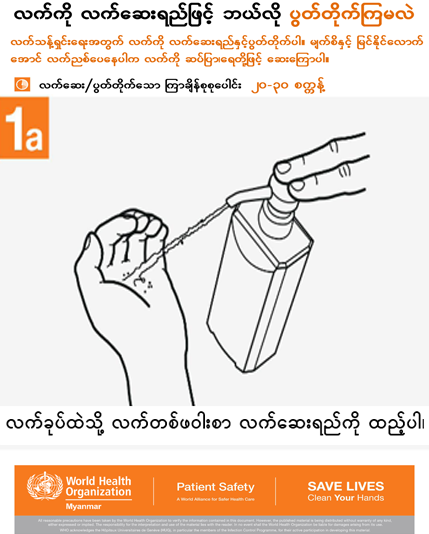 လက်ကို လက်ဆေးရည်ဖြင့် ဘယ်လို ပွတ်တိုက်ကြမလဲ
လက်သန့်ရှင်းရေးအတွက် လက်ကို လက်ဆေးရည်နှင့်ပွတ်တိုက်ပါ။ မျက်စိနှင့် မြင်နိုင်လောက်
အောင် လက်ညစ်ပေနေပါက လက်ကို ဆပ်ပြာ၊ရေတို့ဖြင့် ဆေးကြောပါ။
လက်ဆေး/ပွတ်တိုက်သော ကြာချိန်စုစုပေါင်း ၂၀-၃၀ စက္ကန့်
1a
လက်ခုပ်ထဲသို့ လက်တစ်ဖဝါးစာ လက်ဆေးရည်ကို ထည့်ပါ၊
World Health
Organization
Myanmar
Patient Safety
A World Alliance for Safer Health Care
SAVE LIVES
Clean Your Hands